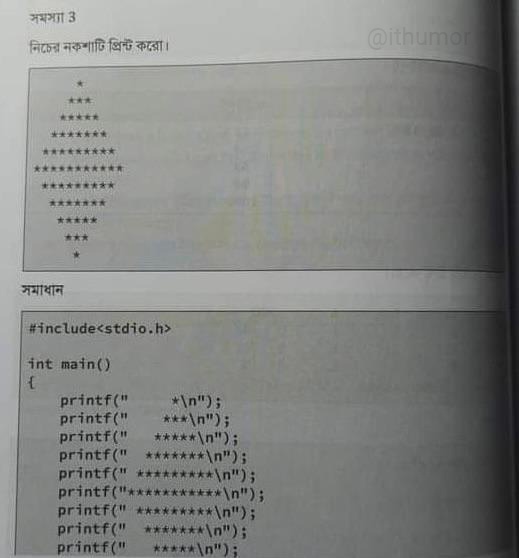 সমস্যা 3
@ithumor
নিচের নকশাটি প্রিন্ট করো।
*
***
*****
*******
*********
***********
*********
*******
*****
***
*
সমাধান
#include<stdio.h>
int main()
{
    printf("     *\n");
    printf("    ***\n");
    printf("   *****\n");
    printf("  *******\n");
    printf(" *********\n");
    printf("***********\n");
    printf(" *********\n");
    printf("  *******\n");
    printf("   *****\n");